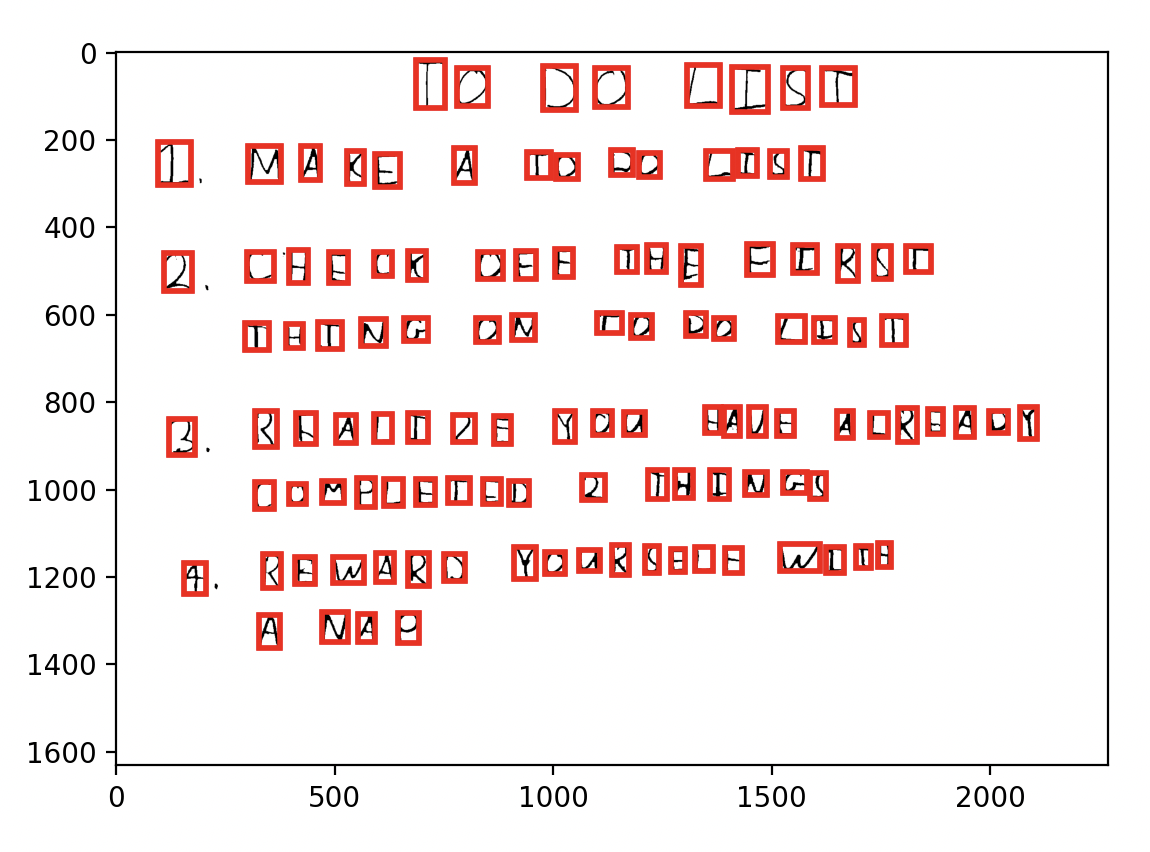 TO DO LIST
1. MAKE A TO DO LIST
2. CHECK OFF THE FIRST
THING ON TO DO LIST
3. REALIZE YOU HAVE ALREADY
COMPLETED 2 THINGS
4. REWARD YOURSELF WITH
A NAP
0
200
400
600
800
1000
1200
1400
1600
0 500 1000 1500 2000